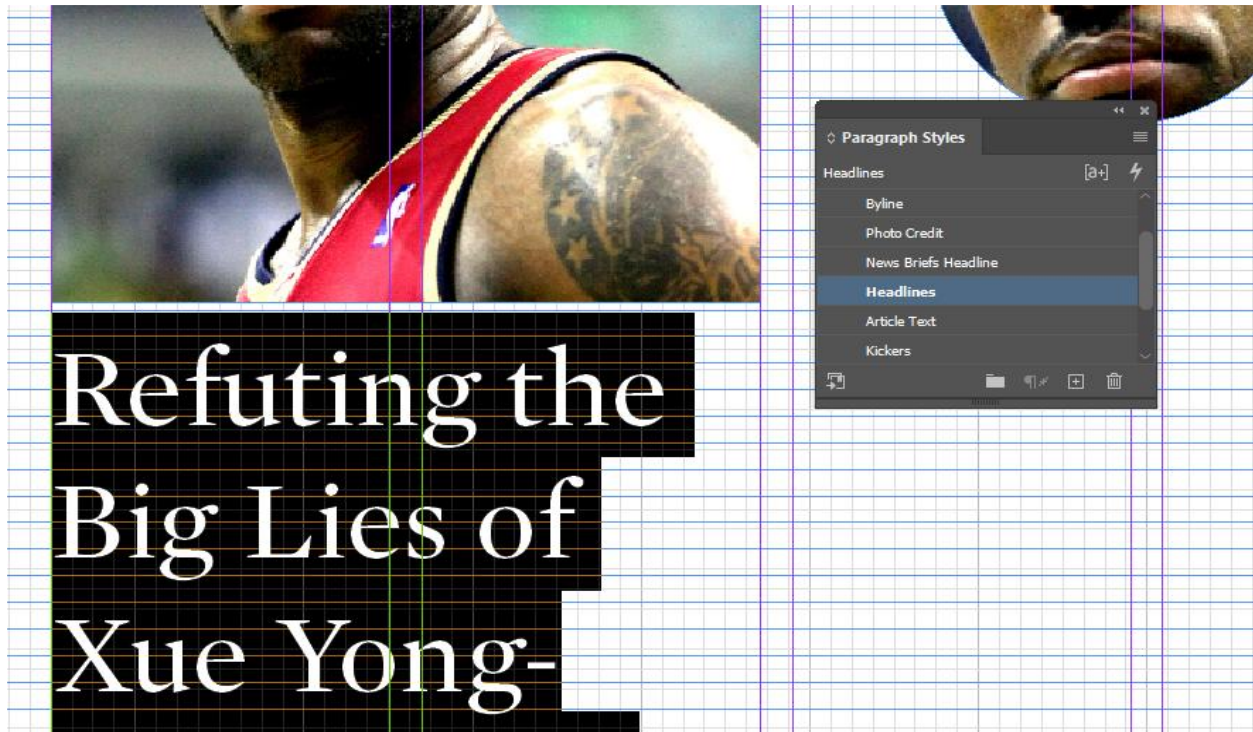 Paragraph Styles
Headlines
[a+]
Byline
Photo Credit
News Briefs Headline
Headlines
Article Text
Kickers
Refuting the
Big Lies of
Xue Yong-